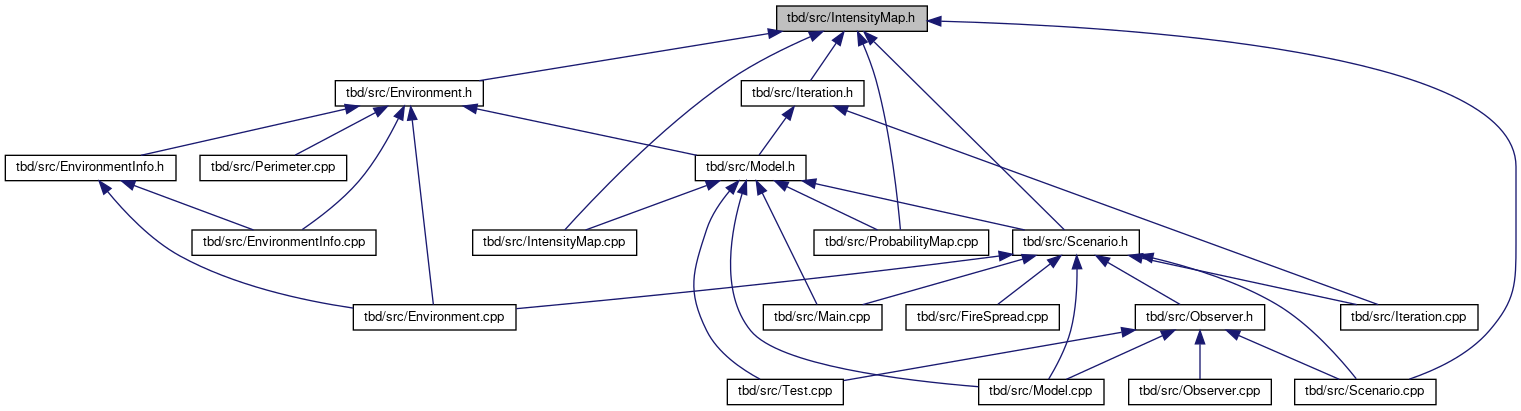 tbd/src/IntensityMap.h
tbd/src/Environment.h
tbd/src/Iteration.h
tbd/src/EnvironmentInfo.h
tbd/src/Perimeter.cpp
tbd/src/Model.h
tbd/src/EnvironmentInfo.cpp
tbd/src/IntensityMap.cpp
tbd/src/ProbabilityMap.cpp
tbd/src/Scenario.h
tbd/src/Environment.cpp
tbd/src/Main.cpp
tbd/src/FireSpread.cpp
tbd/src/Observer.h
tbd/src/Iteration.cpp
tbd/src/Test.cpp
tbd/src/Model.cpp
tbd/src/Observer.cpp
tbd/src/Scenario.cpp